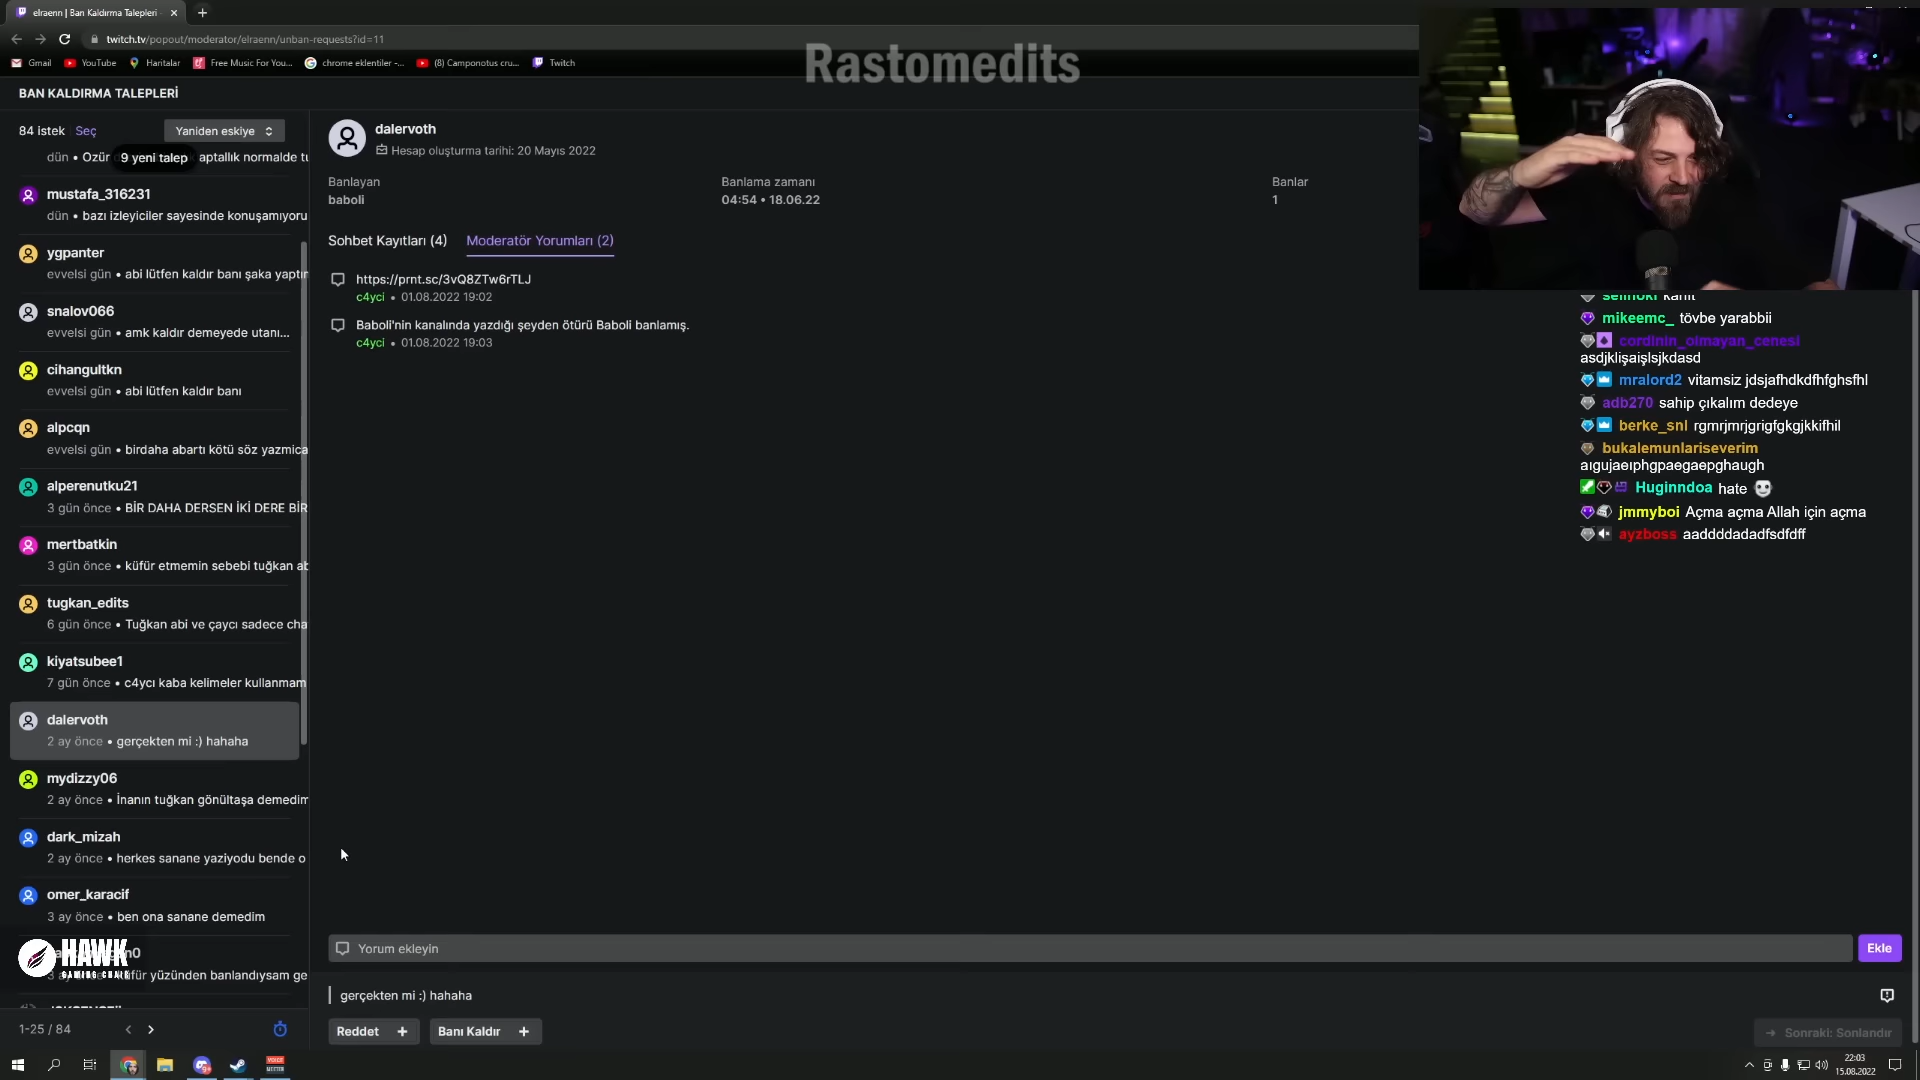 elraenn | Ban Kaldırma Talepleri
twitch.tv/popout/moderator/elraenn/unban-requests?id=11
Gmail
YouTube
Haritalar
Free Music For You...
chrome eklentiler -...
(8) Camponotus cru...
Twitch
Rastomedits
BAN KALDIRMA TALEPLERİ
84 istek
Seç
Yaniden eskiye
dün • Özür
9 yeni talep
aptallık normalde tu
mustafa_316231
dün • bazı izleyiciler sayesinde konuşamıyoru
ygpanter
evvelsi gün • abi lütfen kaldır banı şaka yaptın
snalov066
evvelsi gün • amk kaldır demeyede utanı...
cihangultkn
evvelsi gün • abi lütfen kaldır banı
alpcqn
evvelsi gün • birdaha abartı kötü söz yazmica
alperenutku21
3 gün önce • BİR DAHA DERSEN İKİ DERE BİR
mertbatkin
3 gün önce • küfür etmemin sebebi tuğkan ab
tugkan_edits
6 gün önce • Tuğkan abi ve çaycı sadece cha
kiyatsubee1
7 gün önce • c4ycı kaba kelimeler kullanmam
dalervoth
2 ay önce • gerçekten mi :) hahaha
mydizzy06
2 ay önce • İnanın tuğkan gönültaşa demedim
dark_mizah
2 ay önce • herkes sanane yaziyodu bende o
omer_karacif
3 ay önce • ben ona sanane demedim
HAWK
GAMING CHAIR
küfür yüzünden banlandıysam ge
1-25 / 84
dalervoth
Hesap oluşturma tarihi: 20 Mayıs 2022
Banlayan
baboli
Banlama zamanı
04:54 • 18.06.22
Banlar
1
Sohbet Kayıtları (4)
Moderatör Yorumları (2)
https://prnt.sc/3vQ8ZTw6rTLJ
c4yci • 01.08.2022 19:02
Baboli'nin kanalında yazdığı şeyden ötürü Baboli banlamış.
c4yci • 01.08.2022 19:03
Yorum ekleyin
Ekle
gerçekten mi :) hahaha
Reddet +
Banı Kaldır +
Sonraki: Sonlandır
mikeemc_ tövbe yarabbii
cordinin_olmayan_cenesi
asdjklişaişlsjkdasd
mralord2 vitamsiz jdsjafhdkdfhfghsfhl
adb270 sahip çıkalım dedeye
berke_snl rgmrjmrjgrigfgkgjkkifhil
bukalemunlariseverim
aıgujaeıphgpaegaepghaugh
Huginndoa hate
jmmyboi Açma açma Allah için açma
ayzboss aaddddadadfsdfdff
VOICE
MEETER
22:03
15.08.2022